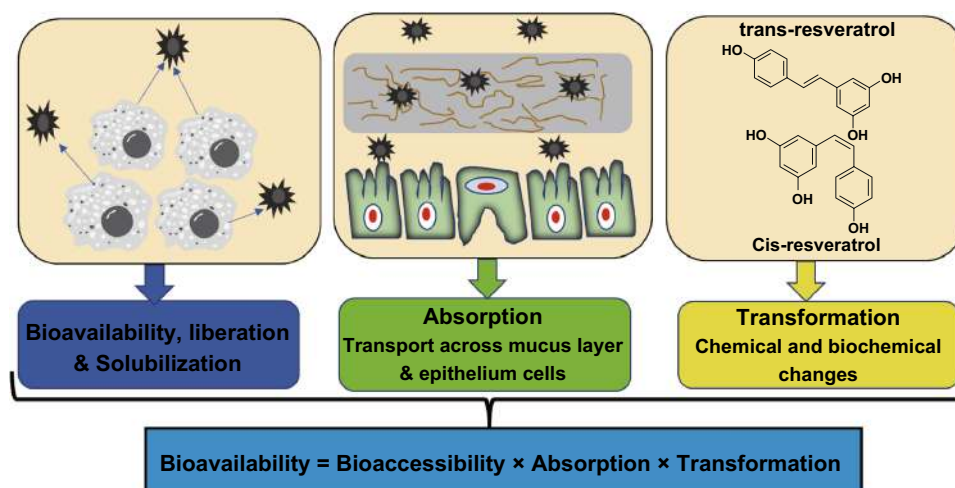 trans-resveratrol
HO
OH
OH
HO
OH
OH
Cis-resveratrol
Bioavailability, liberation
& Solubilization
Absorption
Transport across mucus layer
& epithelium cells
Transformation
Chemical and biochemical
changes
Bioavailability = Bioaccessibility × Absorption × Transformation